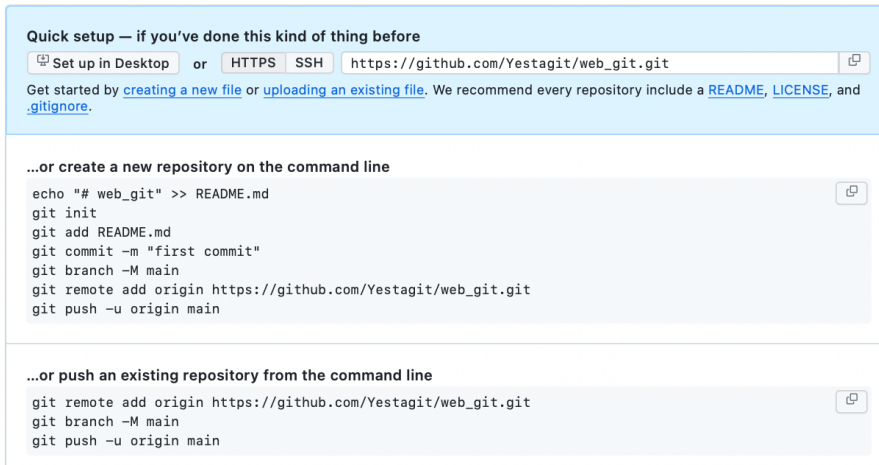 Quick setup — if you've done this kind of thing before
Set up in Desktop or HTTPS SSH https://github.com/Yestagit/web_git.git
Get started by creating a new file or uploading an existing file. We recommend every repository include a README, LICENSE, and
.gitignore.
...or create a new repository on the command line
echo "# web_git" >> README.md
git init
git add README.md
git commit -m "first commit"
git branch -M main
git remote add origin https://github.com/Yestagit/web_git.git
git push -u origin main
...or push an existing repository from the command line
git remote add origin https://github.com/Yestagit/web_git.git
git branch -M main
git push -u origin main